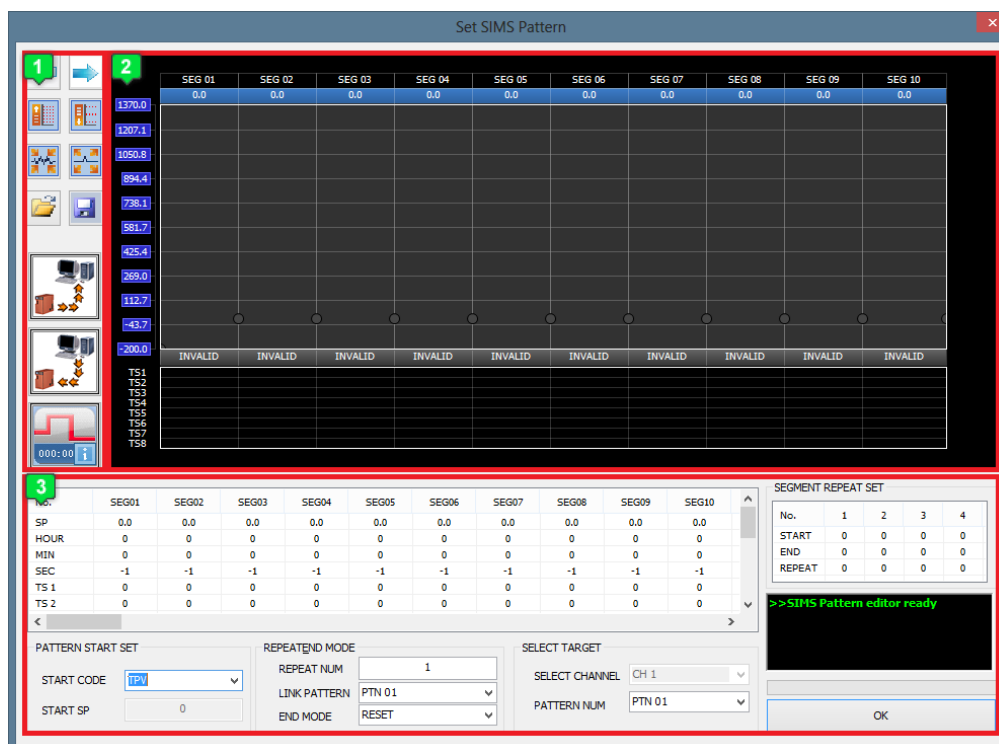 Set SIMS Pattern
1
2
SEG 01 SEG 02 SEG 03 SEG 04 SEG 05 SEG 06 SEG 07 SEG 08 SEG 09 SEG 10
0.0 0.0 0.0 0.0 0.0 0.0 0.0 0.0 0.0 0.0
1370.0
1207.1
1050.8
894.4
738.1
581.7
425.4
269.0
112.7
-43.7
-200.0
INVALID INVALID INVALID INVALID INVALID INVALID INVALID INVALID INVALID INVALID
TS1
TS2
TS3
TS4
TS5
TS6
TS7
TS8
000:00 i
3
No. SEG01 SEG02 SEG03 SEG04 SEG05 SEG06 SEG07 SEG08 SEG09 SEG10
SP 0.0 0.0 0.0 0.0 0.0 0.0 0.0 0.0 0.0 0.0
HOUR 0 0 0 0 0 0 0 0 0 0
MIN 0 0 0 0 0 0 0 0 0 0
SEC -1 -1 -1 -1 -1 -1 -1 -1 -1 -1
TS 1 0 0 0 0 0 0 0 0 0 0
TS 2 0 0 0 0 0 0 0 0 0 0
SEGMENT REPEAT SET
No. 1 2 3 4
START 0 0 0 0
END 0 0 0 0
REPEAT 0 0 0 0
>>SIMS Pattern editor ready
PATTERN START SET
START CODE TPV
START SP 0
REPEATEND MODE
REPEAT NUM 1
LINK PATTERN PTN 01
END MODE RESET
SELECT TARGET
SELECT CHANNEL CH 1
PATTERN NUM PTN 01
OK